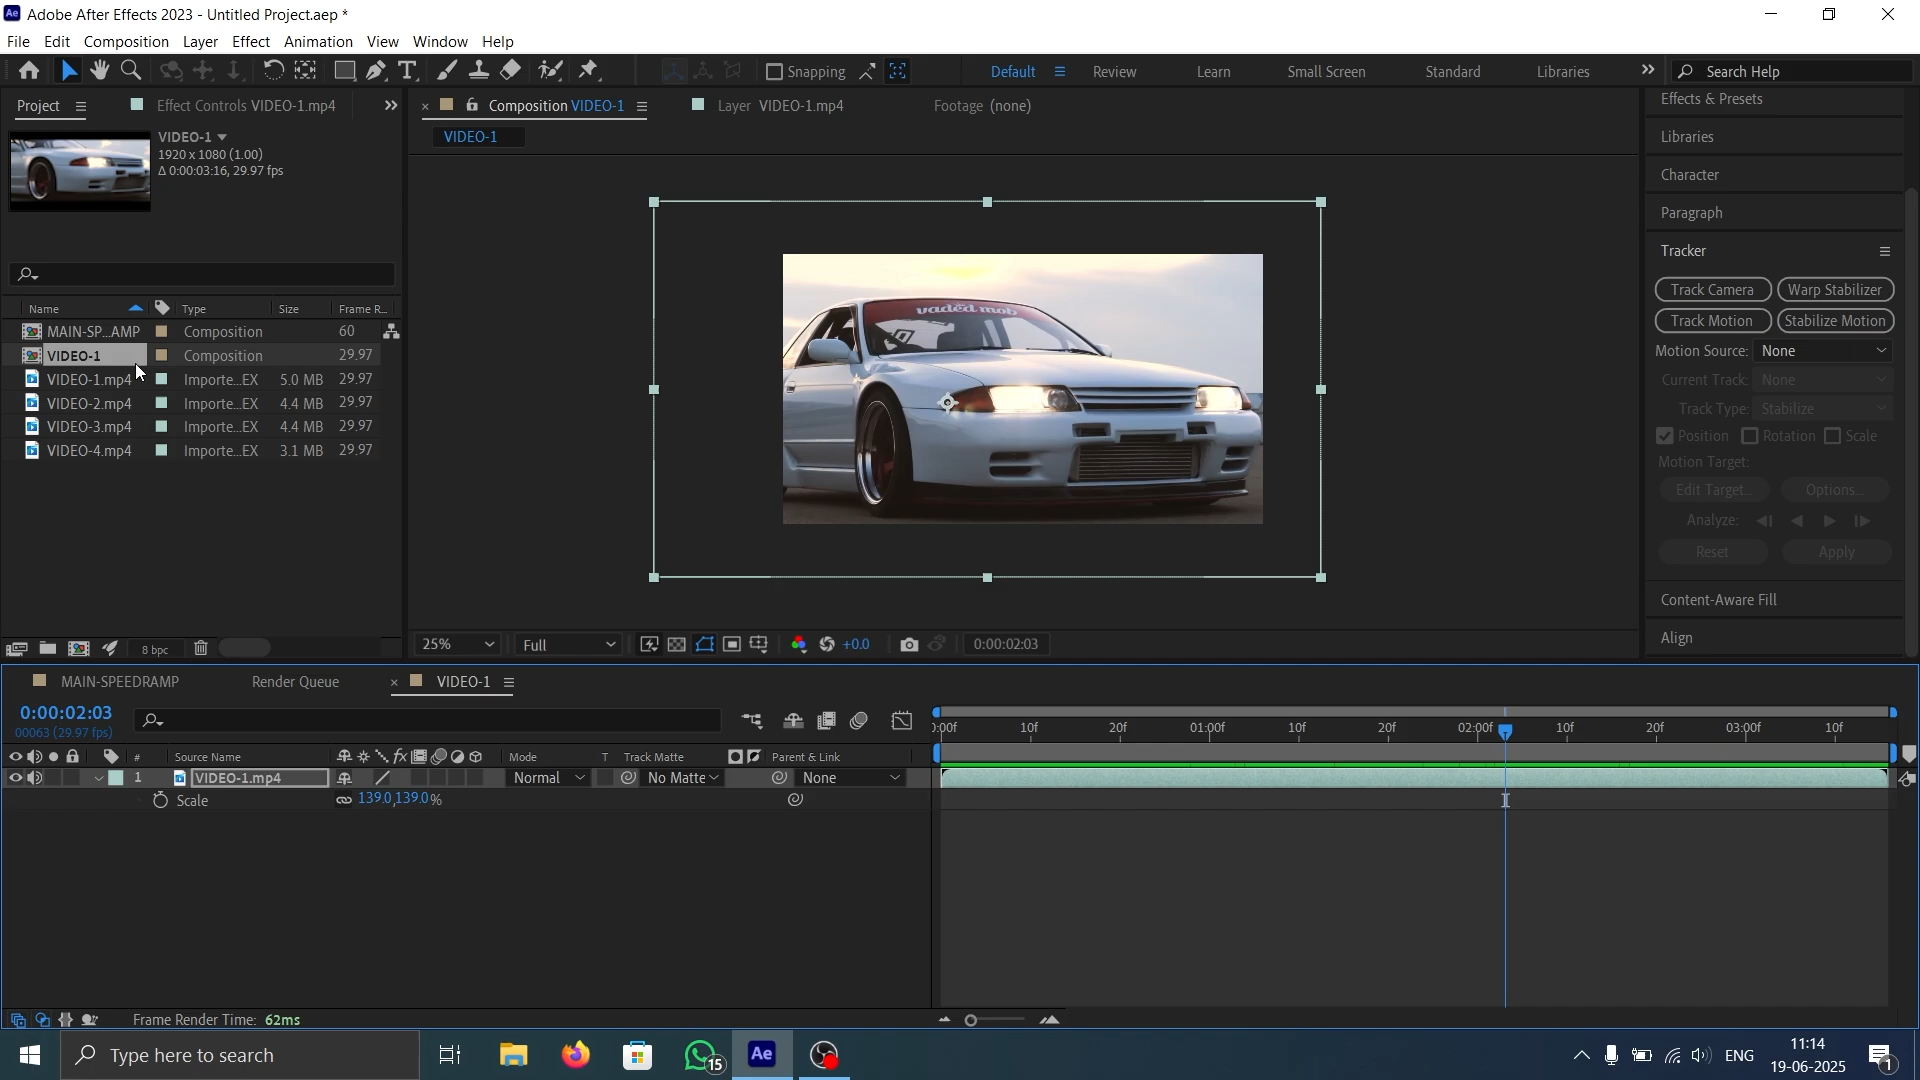 Adobe After Effects 2023 - Untitled Project.aep *
File Edit Composition Layer Effect Animation View Window Help
Snapping Default Review Learn Small Screen Standard Libraries Search Help
Project Effect Controls VIDEO-1.mp4 Composition VIDEO-1 Layer VIDEO-1.mp4 Footage (none)
VIDEO-1
1920 x 1080 (1.00)
Δ 0:00:03:16, 29.97 fps
VIDEO-1
Name Type Size Frame R...
MAIN-SP...AMP Composition 60
VIDEO-1 Composition 29.97
VIDEO-1.mp4 Importe...EX 5.0 MB 29.97
VIDEO-2.mp4 Importe...EX 4.4 MB 29.97
VIDEO-3.mp4 Importe...EX 4.4 MB 29.97
VIDEO-4.mp4 Importe...EX 3.1 MB 29.97
8 bpc
vaded mob
25% Full +0.0 0:00:02:03
Effects & Presets
Libraries
Character
Paragraph
Tracker
Track Camera Warp Stabilizer
Track Motion Stabilize Motion
Motion Source: None
Current Track: None
Track Type: Stabilize
Position Rotation Scale
Motion Target:
Edit Target... Options...
Analyze:
Reset Apply
Content-Aware Fill
Align
MAIN-SPEEDRAMP Render Queue VIDEO-1
0:00:02:03
00063 (29.97 fps)
):00f 10f 20f 01:00f 10f 20f 02:00f 10f 20f 03:00f 10f
# Source Name fx Mode T Track Matte Parent & Link
1 VIDEO-1.mp4 Normal No Matte None
Scale 139.0,139.0%
Frame Render Time: 62ms
Type here to search
15
Ae
ENG
11:14
19-06-2025
1